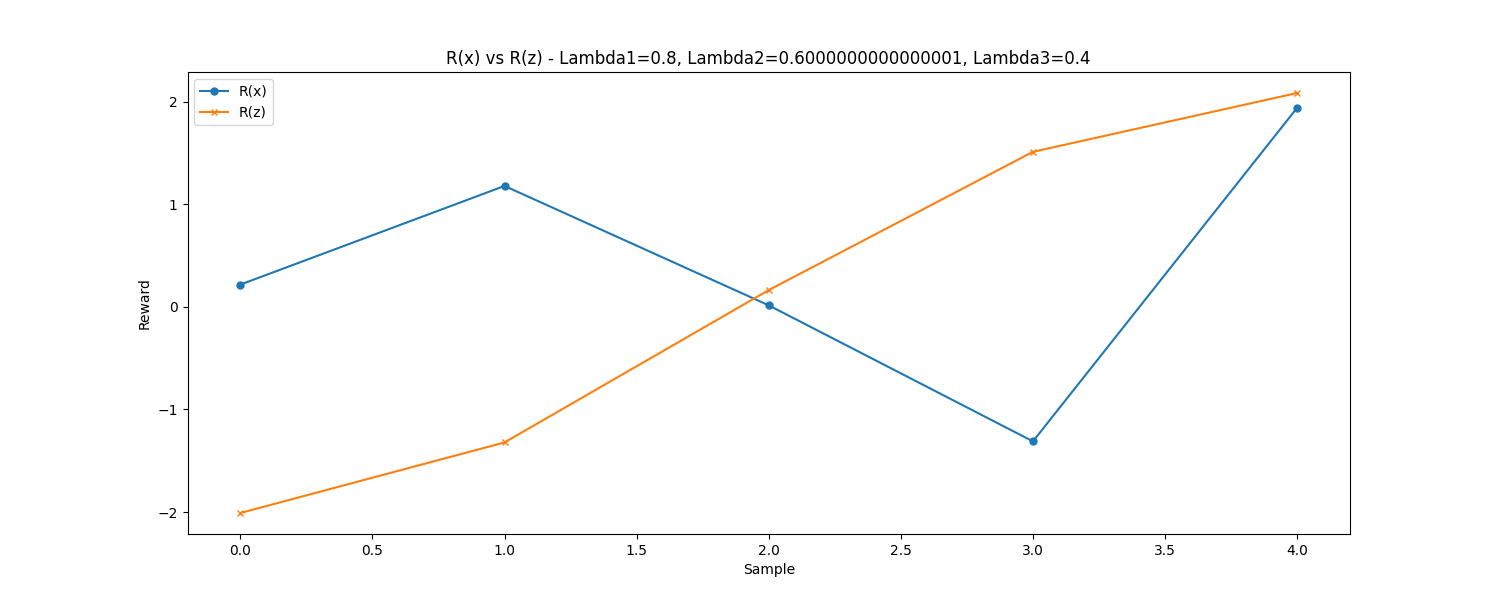 R(x) vs R(z) - Lambda1=0.8, Lambda2=0.6000000000000001, Lambda3=0.4
R(x)
R(z)
2
1
0
−1
−2
Reward
0.0 0.5 1.0 1.5 2.0 2.5 3.0 3.5 4.0
Sample